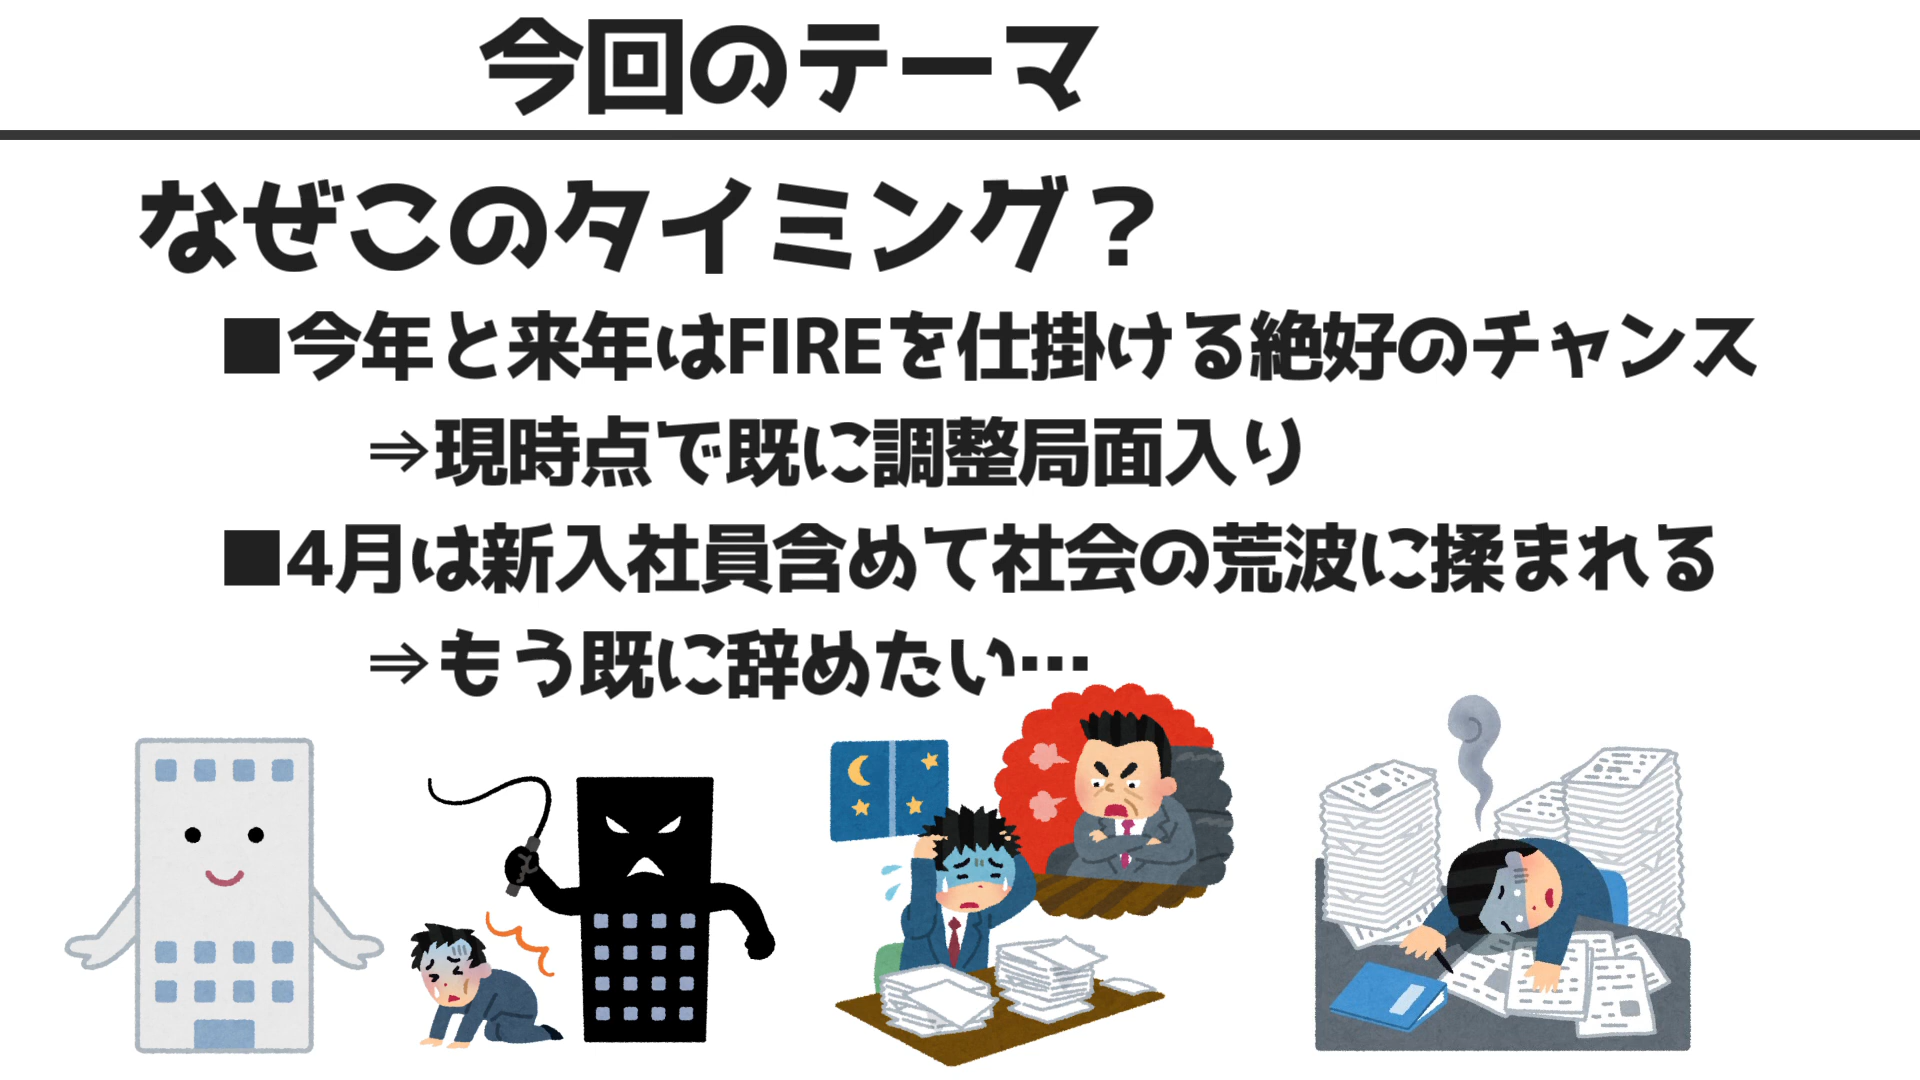 今回のテーマ
なぜこのタイミング？
■今年と来年はFIREを仕掛ける絶好のチャンス
⇒現時点で既に調整局面入り
■4月は新入社員含めて社会の荒波に揉まれる
⇒もう既に辞めたい…